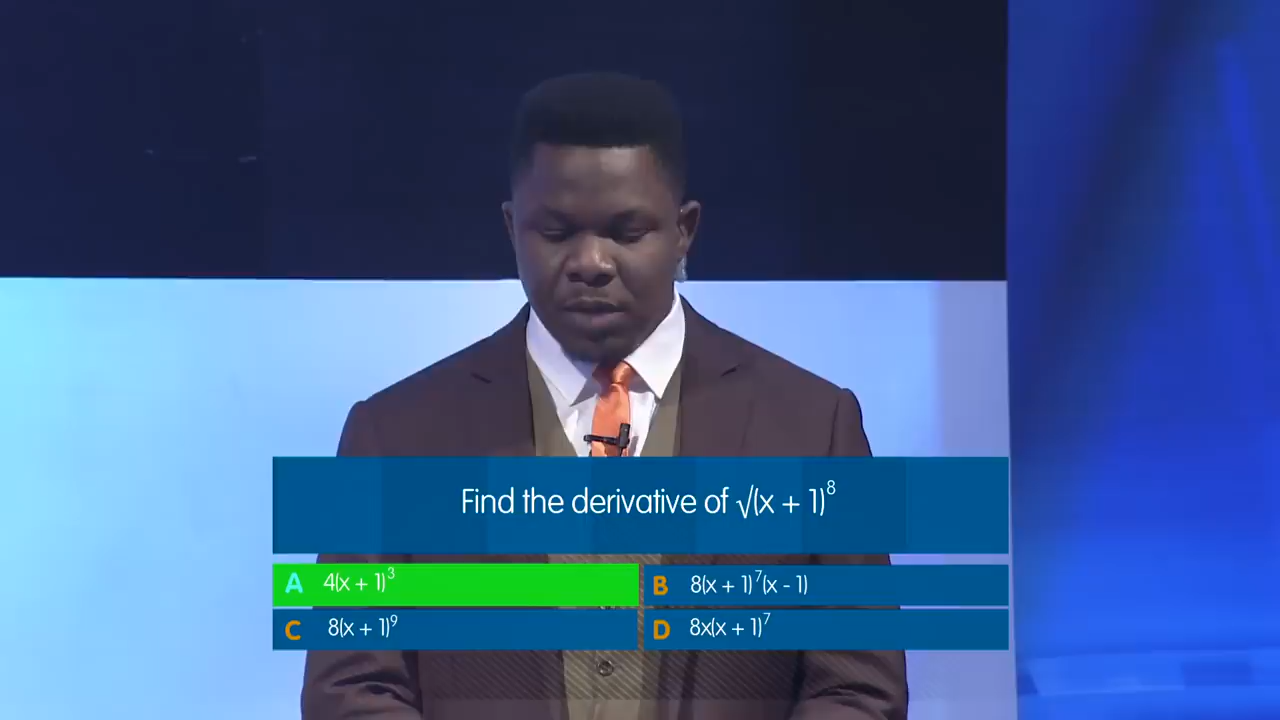 Find the derivative of √(x + 1)⁸
A 4(x + 1)³
B 8(x + 1)⁷(x - 1)
C 8(x + 1)⁹
D 8x(x + 1)⁷